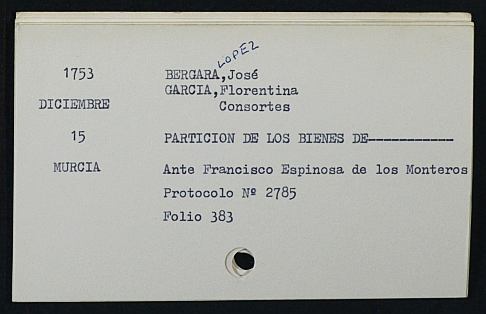 LOPEZ
1753 BERGARA, José
GARCIA, Florentina
DICIEMBRE Consortes
15 PARTICION DE LOS BIENES DE-----------
MURCIA Ante Francisco Espinosa de los Monteros
Protocolo Nº 2785
Folio 383